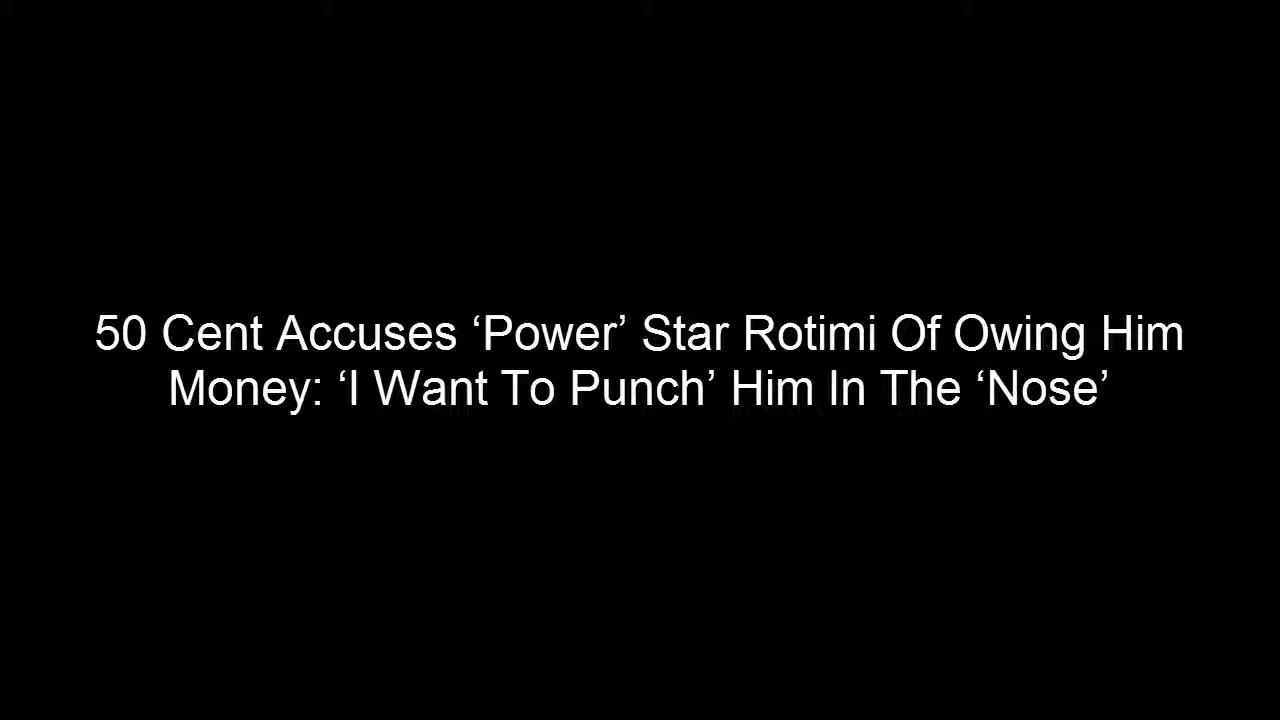 50 Cent Accuses ‘Power’ Star Rotimi Of Owing Him
Money: ‘I Want To Punch’ Him In The ‘Nose’